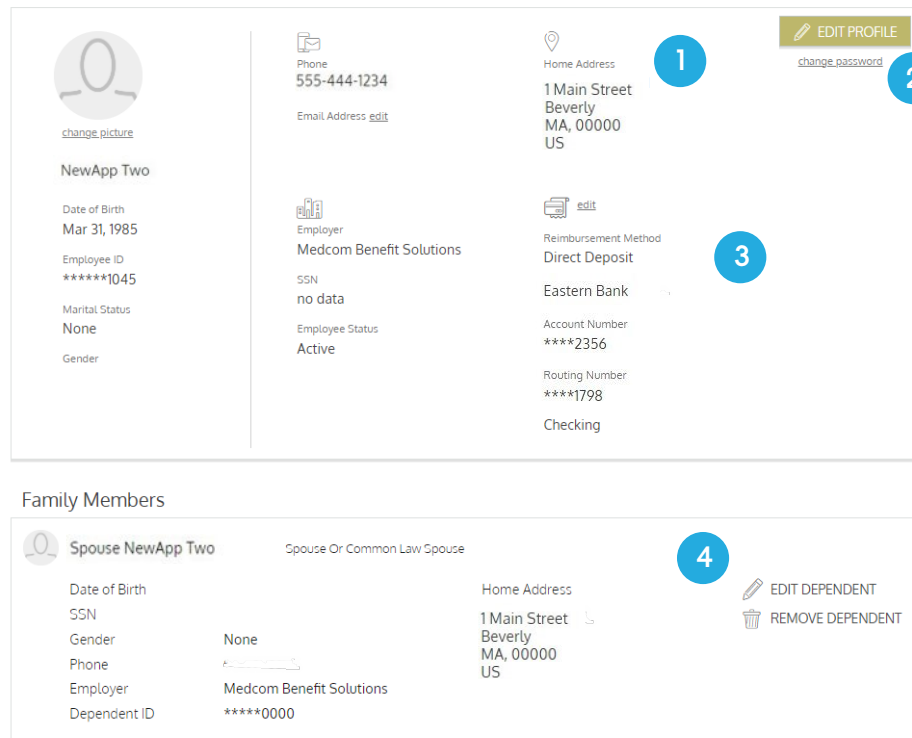 EDIT PROFILE
change password
2
change picture
NewApp Two
Date of Birth
Mar 31, 1985
Employee ID
******1045
Marital Status
None
Gender
Phone
555-444-1234
Email Address edit
Employer
Medcom Benefit Solutions
SSN
no data
Employee Status
Active
Home Address
1
1 Main Street
Beverly
MA, 00000
US
edit
Reimbursement Method
Direct Deposit
3
Eastern Bank
Account Number
****2356
Routing Number
****1798
Checking
Family Members
Spouse NewApp Two
Spouse Or Common Law Spouse
4
Date of Birth
SSN
Gender None
Phone
Employer Medcom Benefit Solutions
Dependent ID *****0000
Home Address
1 Main Street
Beverly
MA, 00000
US
EDIT DEPENDENT
REMOVE DEPENDENT